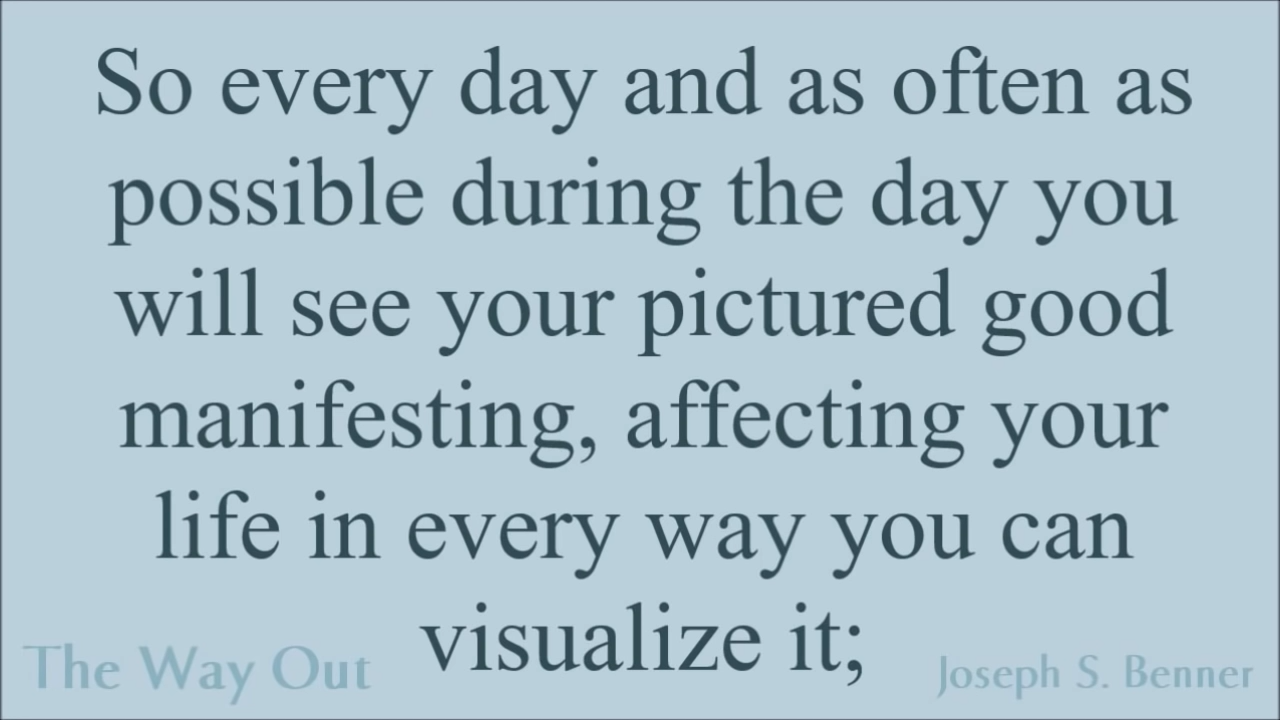 So every day and as often as
possible during the day you
will see your pictured good
manifesting, affecting your
life in every way you can
visualize it;
The Way Out
Joseph S. Benner